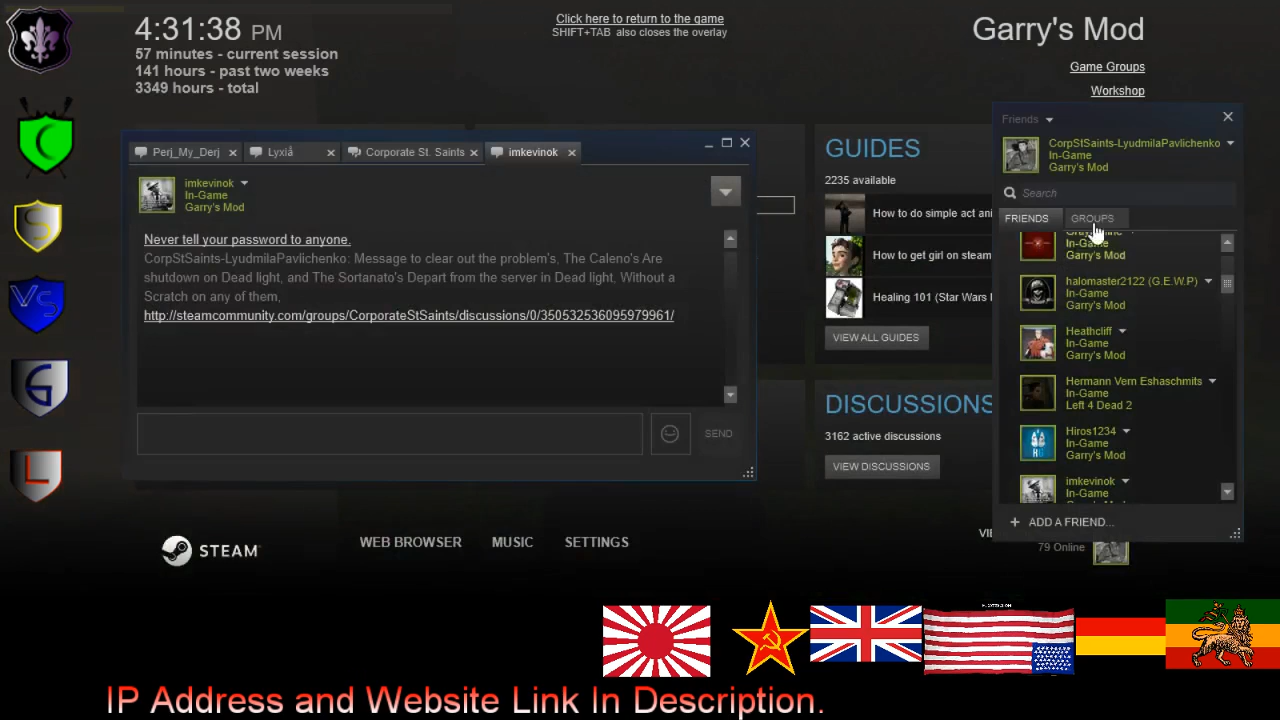 4:31:38 PM
57 minutes - current session
141 hours - past two weeks
3349 hours - total
Click here to return to the game
SHIFT+TAB also closes the overlay
Garry's Mod
Game Groups
Workshop
Perj_My_Derj
Lyxiå
Corporate St. Saints
imkevinok
imkevinok
In-Game
Garry's Mod
Never tell your password to anyone.
CorpStSaints-LyudmilaPavlichenko: Message to clear out the problem's, The Caleno's Are
shutdown on Dead light, and The Sortanato's Depart from the server in Dead light, Without a
Scratch on any of them,
http://steamcommunity.com/groups/CorporateStSaints/discussions/0/350532536095979961/
SEND
GUIDES
2235 available
How to do simple act ani
How to get girl on steam
Healing 101 (Star Wars
VIEW ALL GUIDES
DISCUSSIONS
3162 active discussions
VIEW DISCUSSIONS
Friends
CorpStSaints-LyudmilaPavlichenko
In-Game
Garry's Mod
Search
FRIENDS
GROUPS
In-Game
Garry's Mod
halomaster2122 (G.E.W.P)
In-Game
Garry's Mod
Heathcliff
In-Game
Garry's Mod
Hermann Vern Eshaschmits
In-Game
Left 4 Dead 2
Hiros1234
In-Game
Garry's Mod
imkevinok
In-Game
+ ADD A FRIEND...
79 Online
STEAM
WEB BROWSER
MUSIC
SETTINGS
C
S
VS
G
L
IP Address and Website Link In Description.